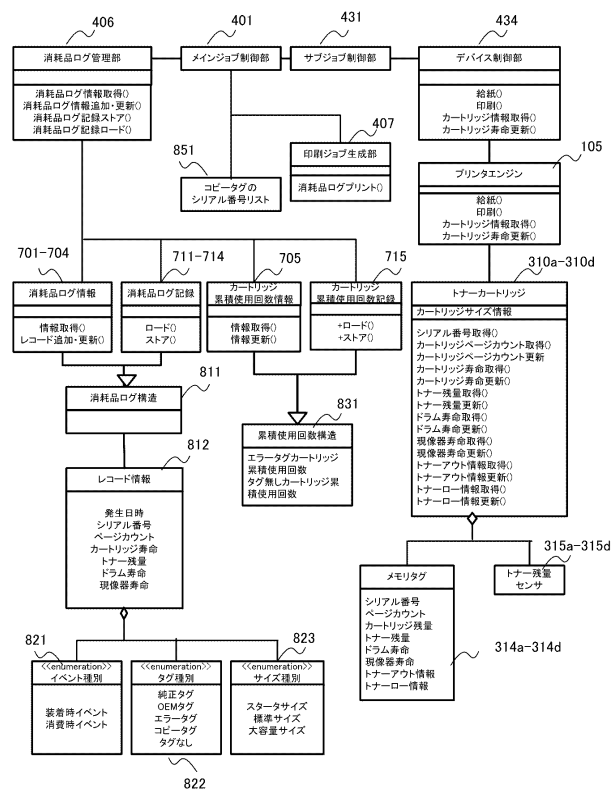 406
401
431
434
消耗品ログ管理部
メインジョブ制御部
サブジョブ制御部
デバイス制御部
消耗品ログ情報取得()
消耗品ログ情報追加・更新()
消耗品ログ記録ストア()
消耗品ログ記録ロード()
給紙()
印刷()
カートリッジ情報取得()
カートリッジ寿命更新()
407
印刷ジョブ生成部
消耗品ログプリント()
851
コピータグの
シリアル番号リスト
105
プリンタエンジン
給紙()
印刷()
カートリッジ情報取得()
カートリッジ寿命更新()
701-704
711-714
705
715
310a-310d
消耗品ログ情報
情報取得()
レコード追加・更新()
消耗品ログ記録
ロード()
ストア()
カートリッジ
累積使用回数情報
情報取得()
情報更新()
カートリッジ
累積使用回数記録
+ロード()
+ストア()
トナーカートリッジ
カートリッジサイズ情報
シリアル番号取得()
カートリッジページカウント取得()
カートリッジページカウント更新
カートリッジ寿命取得()
カートリッジ寿命更新()
トナー残量取得()
トナー残量更新()
ドラム寿命取得()
ドラム寿命更新()
現像器寿命取得()
現像器寿命更新()
トナーアウト情報取得()
トナーアウト情報更新()
トナーロー情報取得()
トナーロー情報更新()
811
消耗品ログ構造
831
累積使用回数構造
エラータグカートリッジ
累積使用回数
タグ無しカートリッジ累
積使用回数
812
レコード情報
発生日時
シリアル番号
ページカウント
カートリッジ寿命
トナー残量
ドラム寿命
現像器寿命
315a-315d
トナー残量
センサ
メモリタグ
シリアル番号
ページカウント
カートリッジ残量
トナー残量
ドラム寿命
現像器寿命
トナーアウト情報
トナーロー情報
314a-314d
821
<<enumeration>>
イベント種別
装着時イベント
消費時イベント
<<enumeration>>
タグ種別
純正タグ
OEMタグ
エラータグ
コピータグ
タグなし
822
823
<<enumeration>>
サイズ種別
スタータサイズ
標準サイズ
大容量サイズ